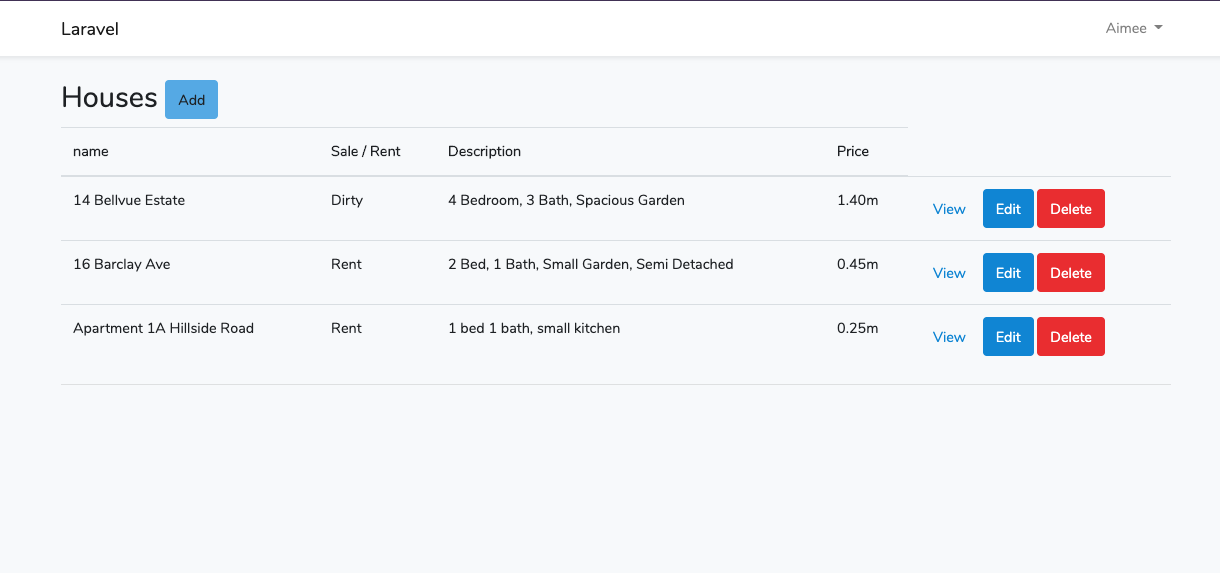 Laravel Aimee
Houses Add
name Sale / Rent Description Price
14 Bellvue Estate Dirty 4 Bedroom, 3 Bath, Spacious Garden 1.40m View Edit Delete
16 Barclay Ave Rent 2 Bed, 1 Bath, Small Garden, Semi Detached 0.45m View Edit Delete
Apartment 1A Hillside Road Rent 1 bed 1 bath, small kitchen 0.25m View Edit Delete